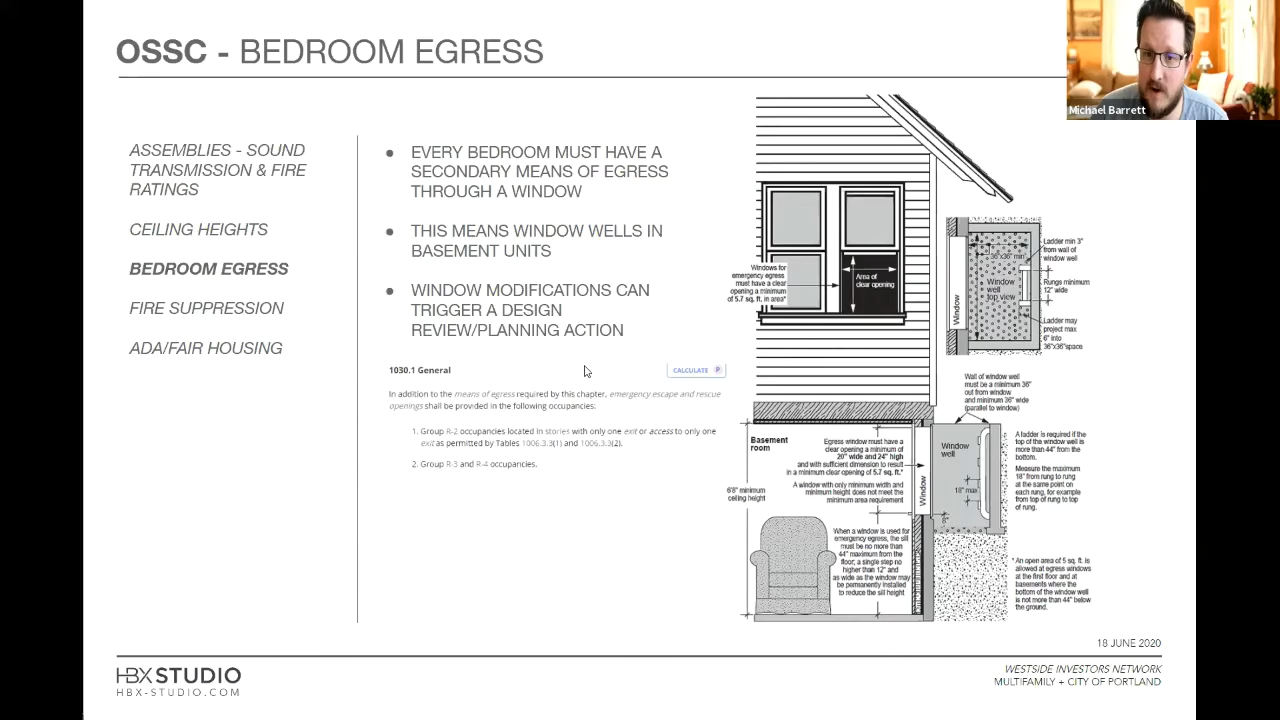 OSSC - BEDROOM EGRESS
Michael Barrett
ASSEMBLIES - SOUND
TRANSMISSION & FIRE
RATINGS
CEILING HEIGHTS
BEDROOM EGRESS
FIRE SUPPRESSION
ADA/FAIR HOUSING
● EVERY BEDROOM MUST HAVE A
SECONDARY MEANS OF EGRESS
THROUGH A WINDOW
● THIS MEANS WINDOW WELLS IN
BASEMENT UNITS
● WINDOW MODIFICATIONS CAN
TRIGGER A DESIGN
REVIEW/PLANNING ACTION
1030.1 General
CALCULATE P
In addition to the means of egress required by this chapter, emergency escape and rescue
openings shall be provided in the following occupancies:
1. Group R-2 occupancies located in stories with only one exit or access to only one
exit as permitted by Tables 1006.3.3(1) and 1006.3.3(2).
2. Group R-3 and R-4 occupancies.
Windows for
emergency egress
must have a clear
opening a minimum
of 5.7 sq. ft. in area*
Area of
clear opening
36"x36" min
Window
well
top view
Window
Ladder min 3"
from wall of
window well
Rungs minimum
12" wide
Ladder may
project max
6" into
36"x36"space
Wall of window well
must be a minimum 36"
out from window
and minimum 36" wide
(parallel to window)
Basement
room
Egress window must have a
clear opening a minimum of
20" wide and 24" high
and with sufficient dimension to result
in a minimum clear opening of 5.7 sq. ft.*
A window with only minimum width and
minimum height does not meet the
minimum area requirement
Window
Window
well
18" max
A ladder is required if the
top of the window well is
more than 44" from the
bottom.
Measure the maximum
18" from rung to rung
at the same point on
each rung, for example
from top of rung to top
of rung.
6'8" minimum
ceiling height
When a window is used for
emergency egress, the sill
must be no more than
44" maximum from the
floor; a single step no
higher than 12" and
as wide as the window may
be permanently installed
to reduce the sill height
* An open area of 5 sq. ft. is
allowed at egress windows
at the first floor and at
basements where the
bottom of the window well
is not more than 44" below
the ground.
18 JUNE 2020
HBX STUDIO
HBX-STUDIO.COM
WESTSIDE INVESTORS NETWORK
MULTIFAMILY + CITY OF PORTLAND